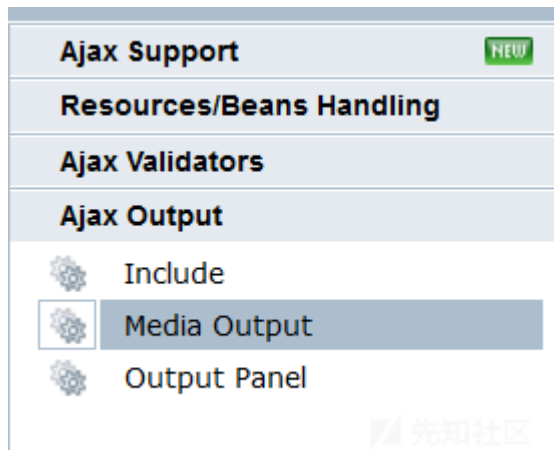 Ajax Support NEW
Resources/Beans Handling
Ajax Validators
Ajax Output
Include
Media Output
Output Panel
先知社区